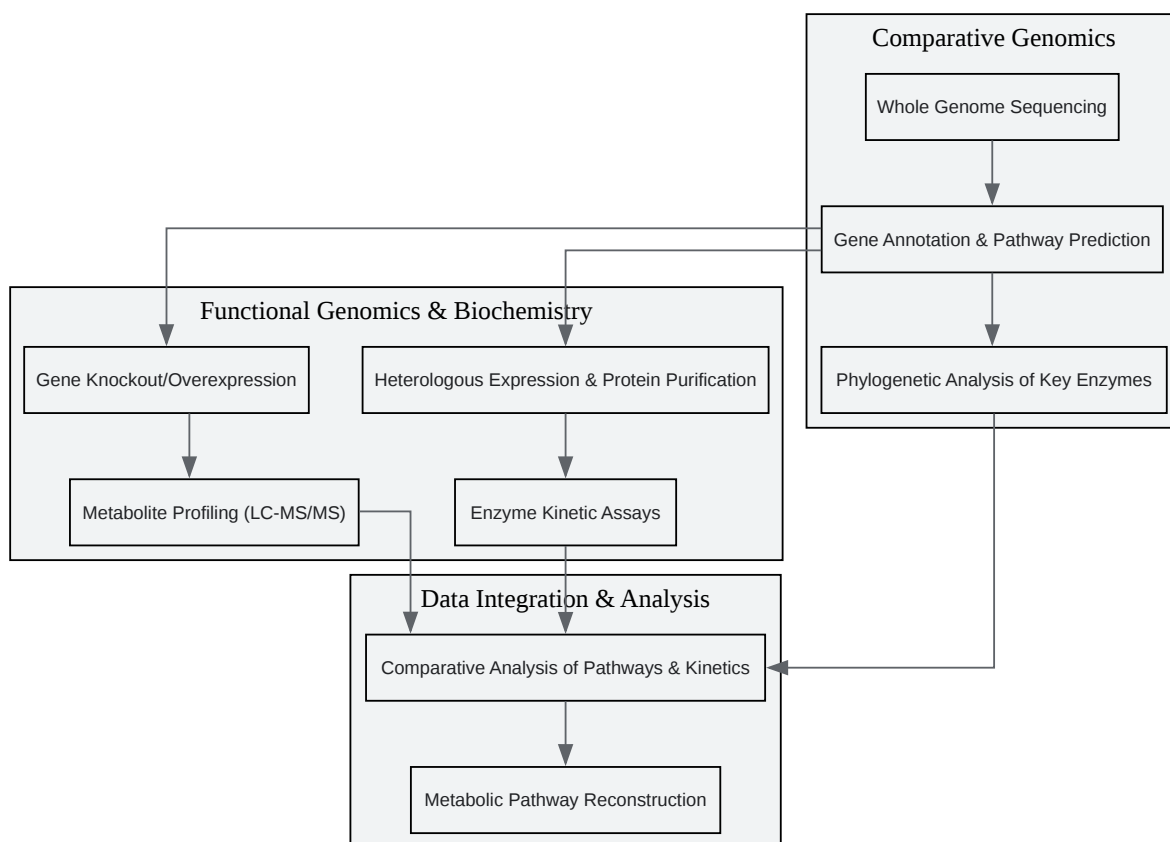 Comparative Genomics
Whole Genome Sequencing
Gene Annotation & Pathway Prediction
Phylogenetic Analysis of Key Enzymes
Functional Genomics & Biochemistry
Gene Knockout/Overexpression
Heterologous Expression & Protein Purification
Metabolite Profiling (LC-MS/MS)
Enzyme Kinetic Assays
Data Integration & Analysis
Comparative Analysis of Pathways & Kinetics
Metabolic Pathway Reconstruction